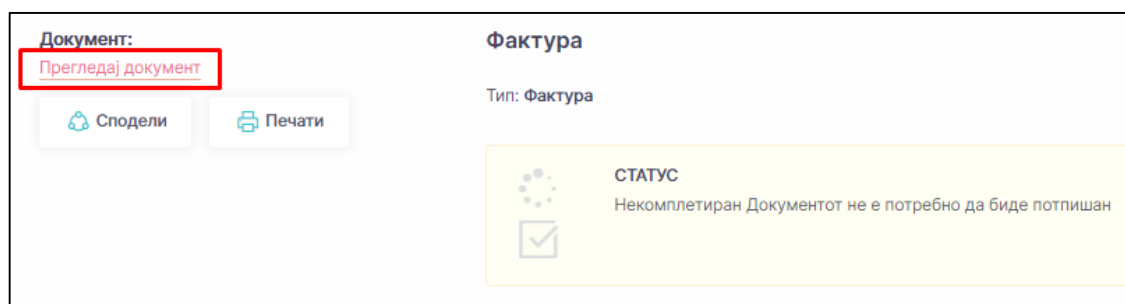 Документ:
Прегледај документ
Сподели
Печати
Фактура
Тип: Фактура
СТАТУС
Некомплетиран Документот не е потребно да биде потпишан